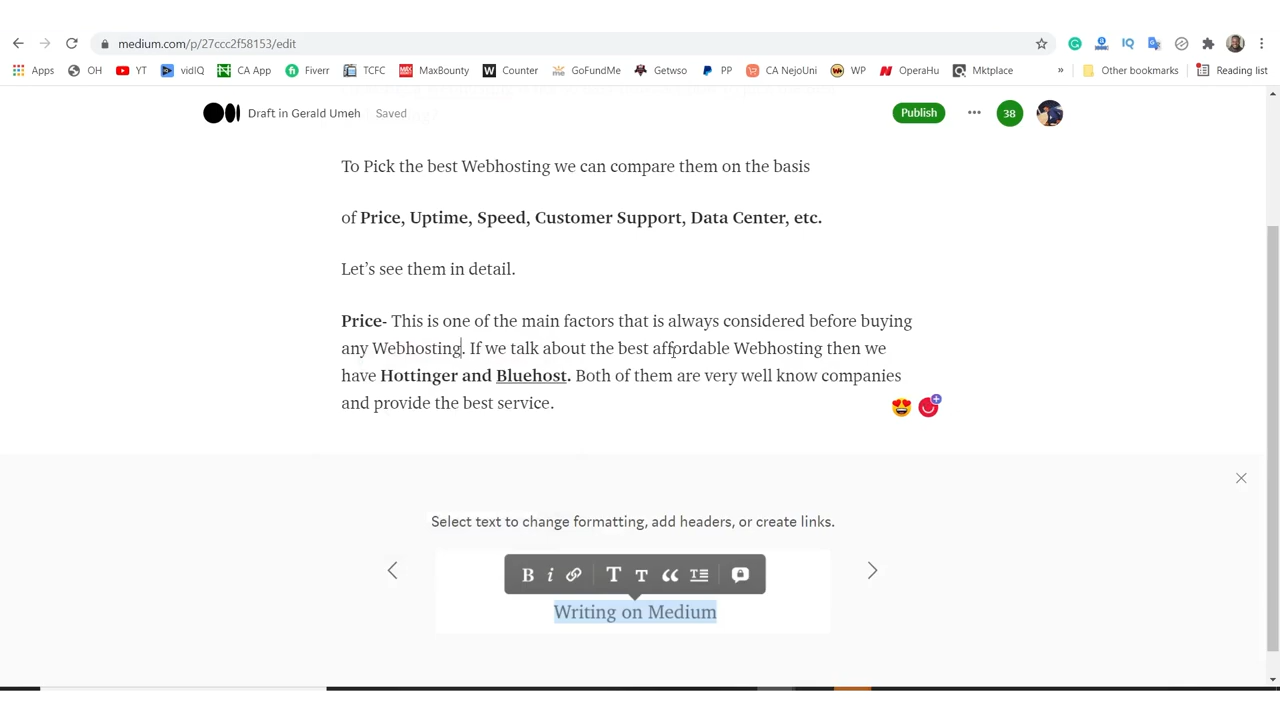 medium.com/p/27ccc2f58153/edit
Apps OH YT vidIQ CA App Fiverr TCFC MaxBounty Counter GoFundMe Getwso PP CA NejoUni WP OperaHu Mktplace » Other bookmarks Reading list
Draft in Gerald Umeh Saved Publish 38
To Pick the best Webhosting we can compare them on the basis
of Price, Uptime, Speed, Customer Support, Data Center, etc.
Let’s see them in detail.
Price- This is one of the main factors that is always considered before buying
any Webhosting. If we talk about the best affordable Webhosting then we
have Hottinger and Bluehost. Both of them are very well know companies
and provide the best service.
Select text to change formatting, add headers, or create links.
B i T T
Writing on Medium